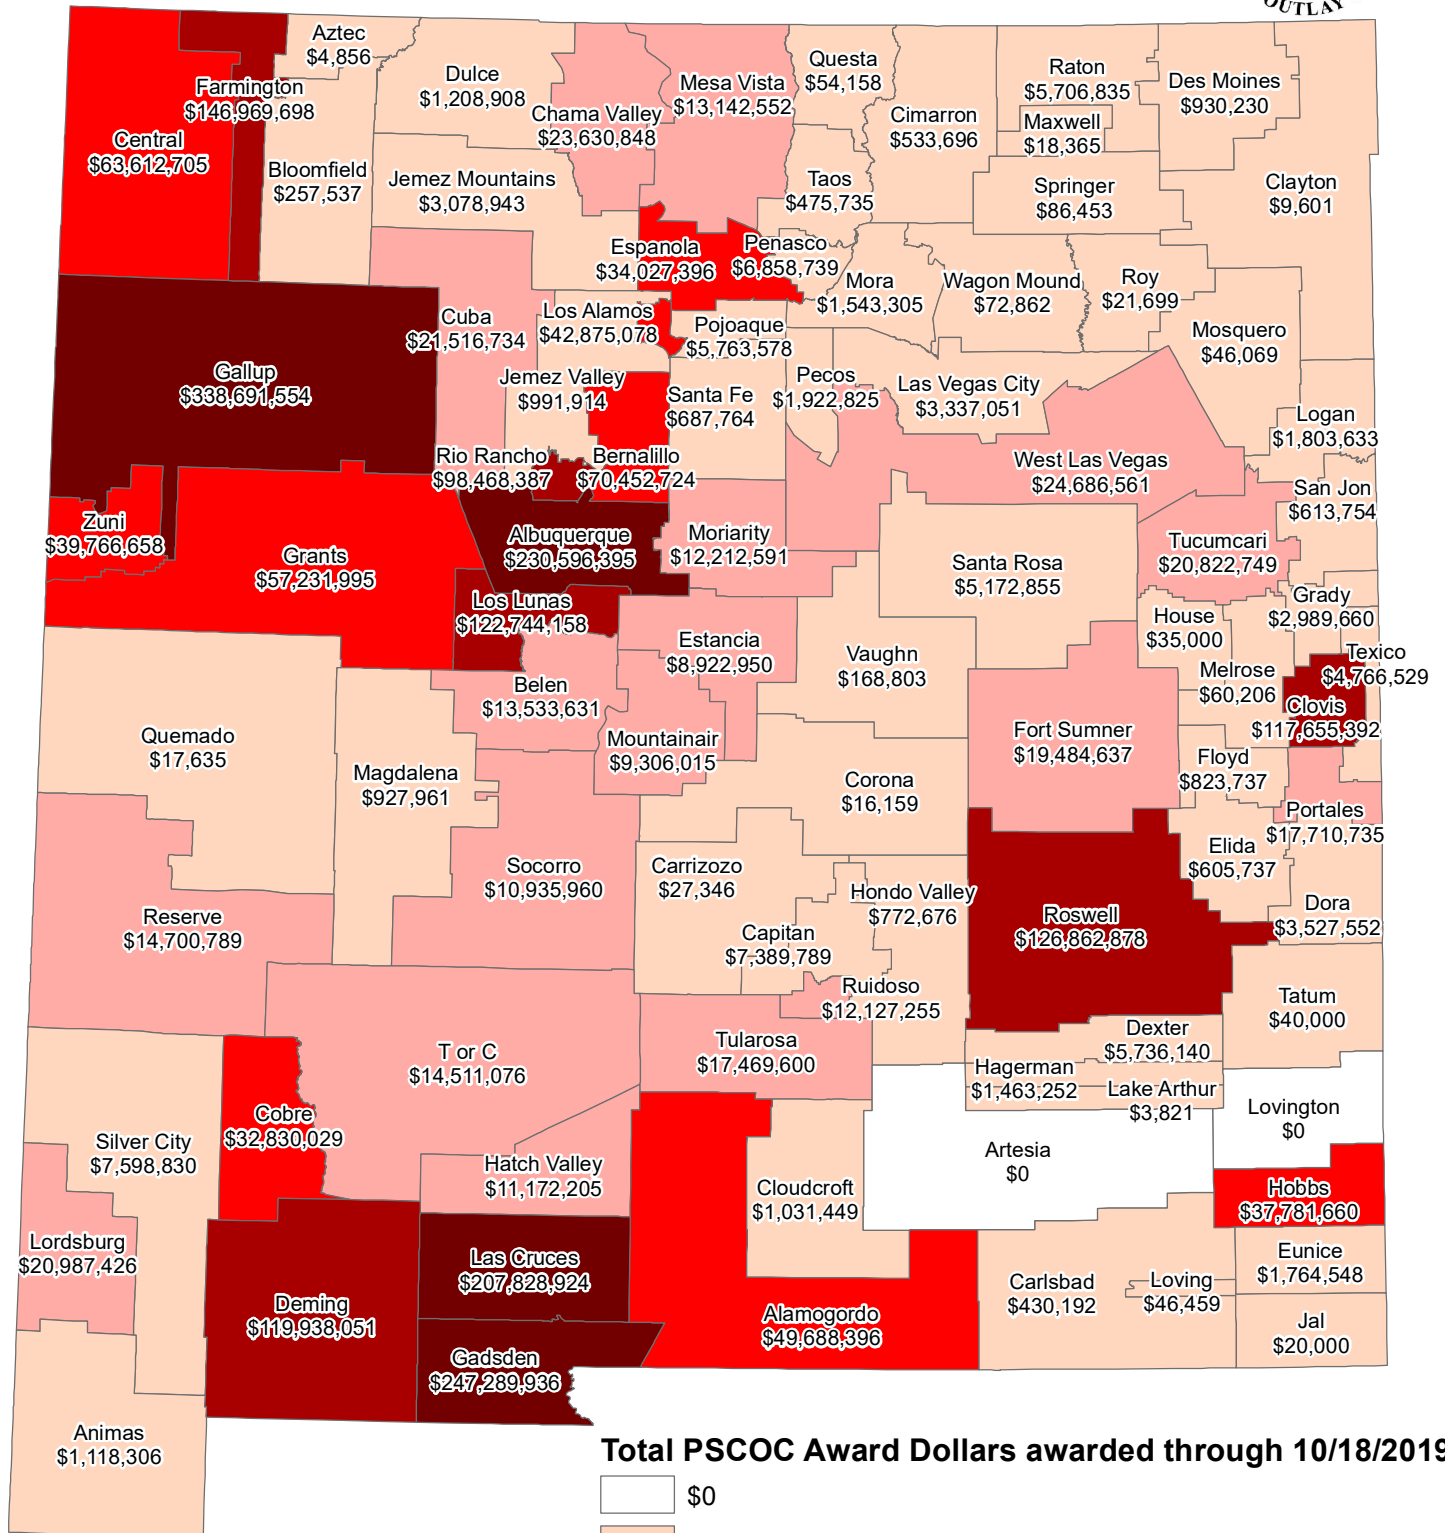 OUTLAY
Aztec
$4,856
Dulce
$1,208,908
Chama Valley
$23,630,848
Mesa Vista
$13,142,552
Questa
$54,158
Cimarron
$533,696
Raton
$5,706,835
Maxwell
$18,365
Des Moines
$930,230
Farmington
$146,969,698
Central
$63,612,705
Bloomfield
$257,537
Jemez Mountains
$3,078,943
Taos
$475,735
Springer
$86,453
Clayton
$9,601
Espanola
$34,027,396
Penasco
$6,858,739
Mora
$1,543,305
Wagon Mound
$72,862
Roy
$21,699
Mosquero
$46,069
Cuba
$21,516,734
Los Alamos
$42,875,078
Pojoaque
$5,763,578
Gallup
$338,691,554
Jemez Valley
$991,914
Santa Fe
$687,764
Pecos
$1,922,825
Las Vegas City
$3,337,051
Logan
$1,803,633
Rio Rancho
$98,468,387
Bernalillo
$70,452,724
West Las Vegas
$24,686,561
San Jon
$613,754
Zuni
$39,766,658
Grants
$57,231,995
Albuquerque
$230,596,395
Moriarity
$12,212,591
Santa Rosa
$5,172,855
Tucumcari
$20,822,749
Los Lunas
$122,744,158
Estancia
$8,922,950
Vaughn
$168,803
House
$35,000
Grady
$2,989,660
Melrose
$60,206
Texico
$4,766,529
Clovis
$117,655,392
Belen
$13,533,631
Quemado
$17,635
Magdalena
$927,961
Mountainair
$9,306,015
Fort Sumner
$19,484,637
Floyd
$823,737
Corona
$16,159
Portales
$17,710,735
Socorro
$10,935,960
Carrizozo
$27,346
Elida
$605,737
Hondo Valley
$772,676
Reserve
$14,700,789
Capitan
$7,389,789
Roswell
$126,862,878
Dora
$3,527,552
Ruidoso
$12,127,255
Tatum
$40,000
T or C
$14,511,076
Tularosa
$17,469,600
Dexter
$5,736,140
Hagerman
$1,463,252
Lake Arthur
$3,821
Lovington
$0
Cobre
$32,830,029
Silver City
$7,598,830
Hatch Valley
$11,172,205
Artesia
$0
Cloudcroft
$1,031,449
Hobbs
$37,781,660
Lordsburg
$20,987,426
Las Cruces
$207,828,924
Eunice
$1,764,548
Deming
$119,938,051
Alamogordo
$49,688,396
Carlsbad
$430,192
Loving
$46,459
Jal
$20,000
Gadsden
$247,289,936
Animas
$1,118,306
Total PSCOC Award Dollars awarded through 10/18/2019
$0